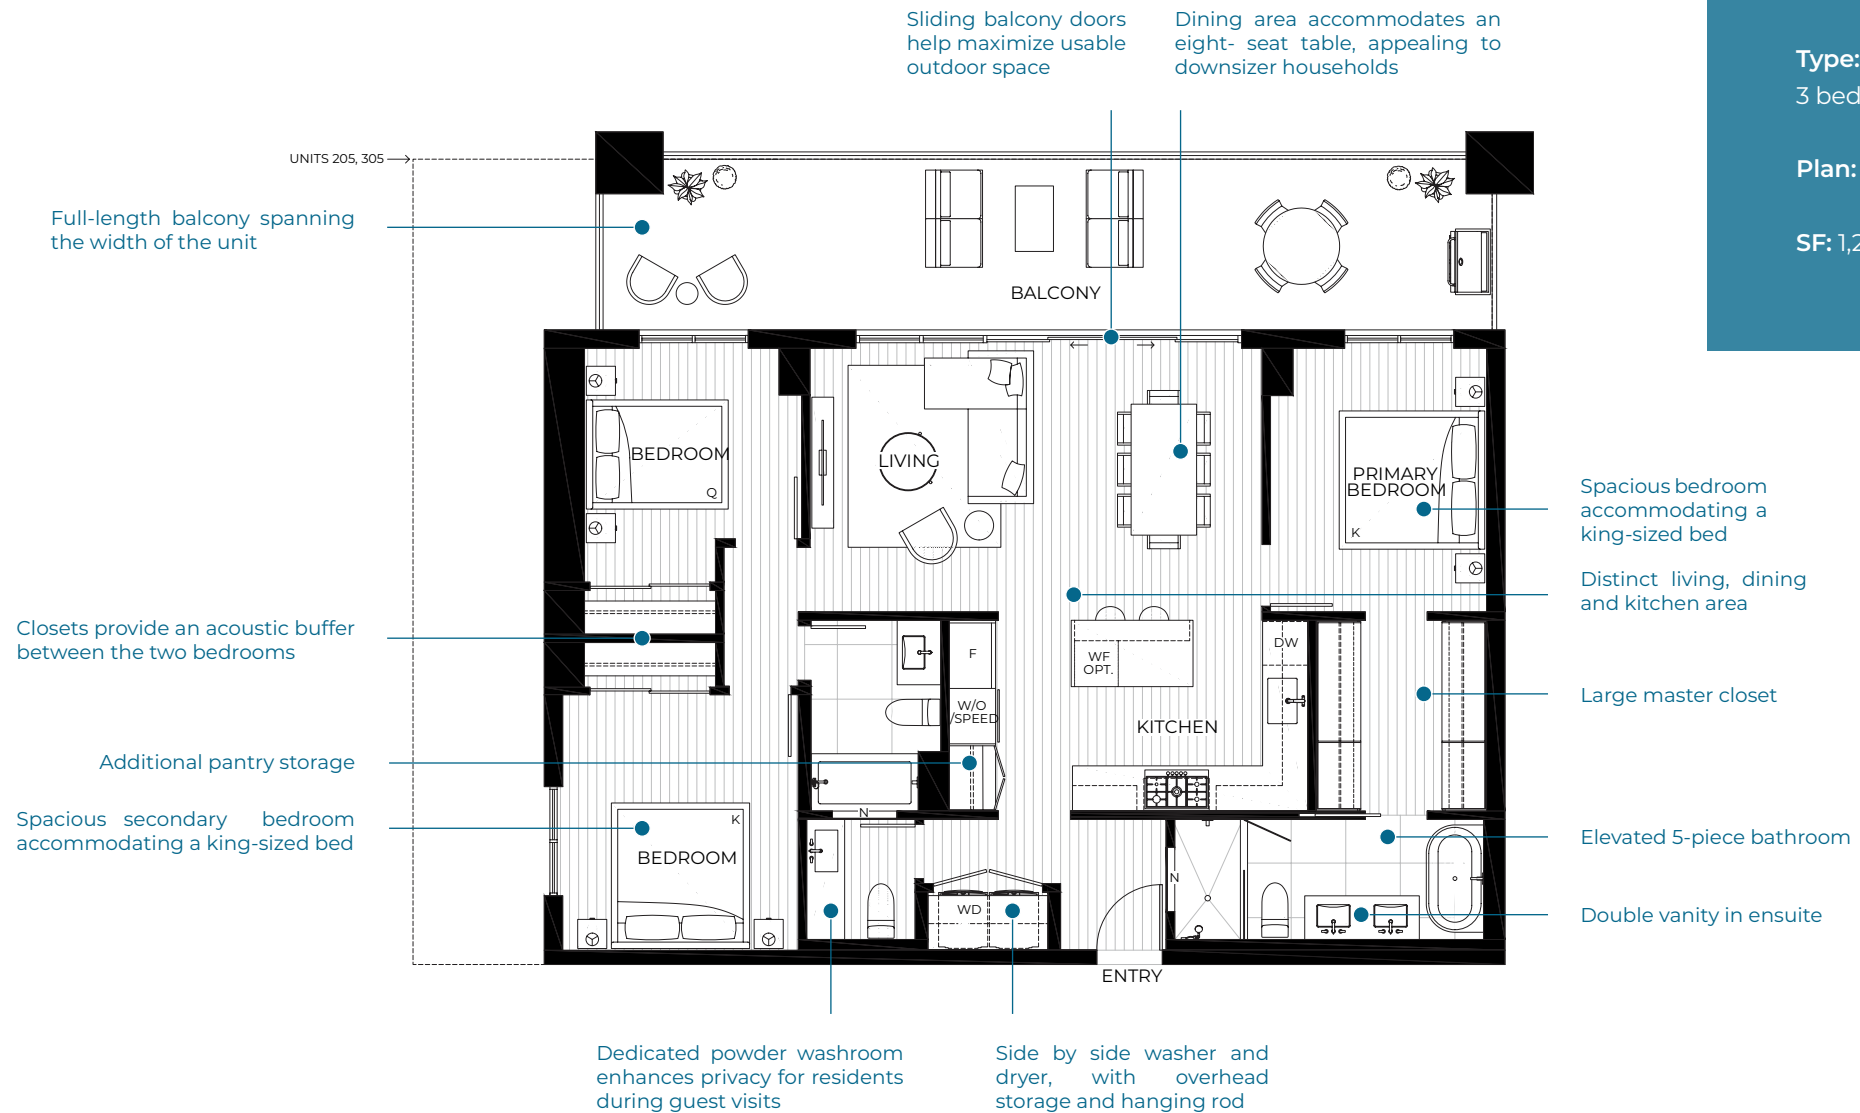 Sliding balcony doors
help maximize usable
outdoor space
Dining area accommodates an
eight- seat table, appealing to
downsizer households
Type:
3 bed
Plan:
SF: 1,2
UNITS 205, 305
Full-length balcony spanning
the width of the unit
BALCONY
BEDROOM
Q
LIVING
PRIMARY
BEDROOM
K
Spacious bedroom
accommodating a
king-sized bed
Distinct living, dining
and kitchen area
Closets provide an acoustic buffer
between the two bedrooms
F
WF
OPT.
DW
W/O
/SPEED
KITCHEN
Large master closet
Additional pantry storage
Spacious secondary bedroom
accommodating a king-sized bed
K
BEDROOM
N
WD
N
ENTRY
Elevated 5-piece bathroom
Double vanity in ensuite
Dedicated powder washroom
enhances privacy for residents
during guest visits
Side by side washer and
dryer, with overhead
storage and hanging rod